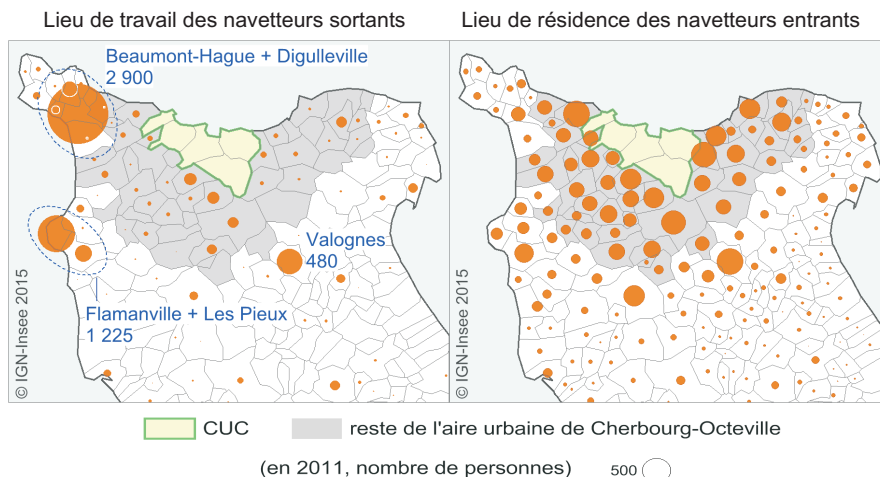 Lieu de travail des navetteurs sortants
Lieu de résidence des navetteurs entrants
Beaumont-Hague + Digulleville
2 900
Valognes
480
Flamanville + Les Pieux
1 225
© IGN-Insee 2015
© IGN-Insee 2015
CUC
reste de l'aire urbaine de Cherbourg-Octeville
(en 2011, nombre de personnes)
500